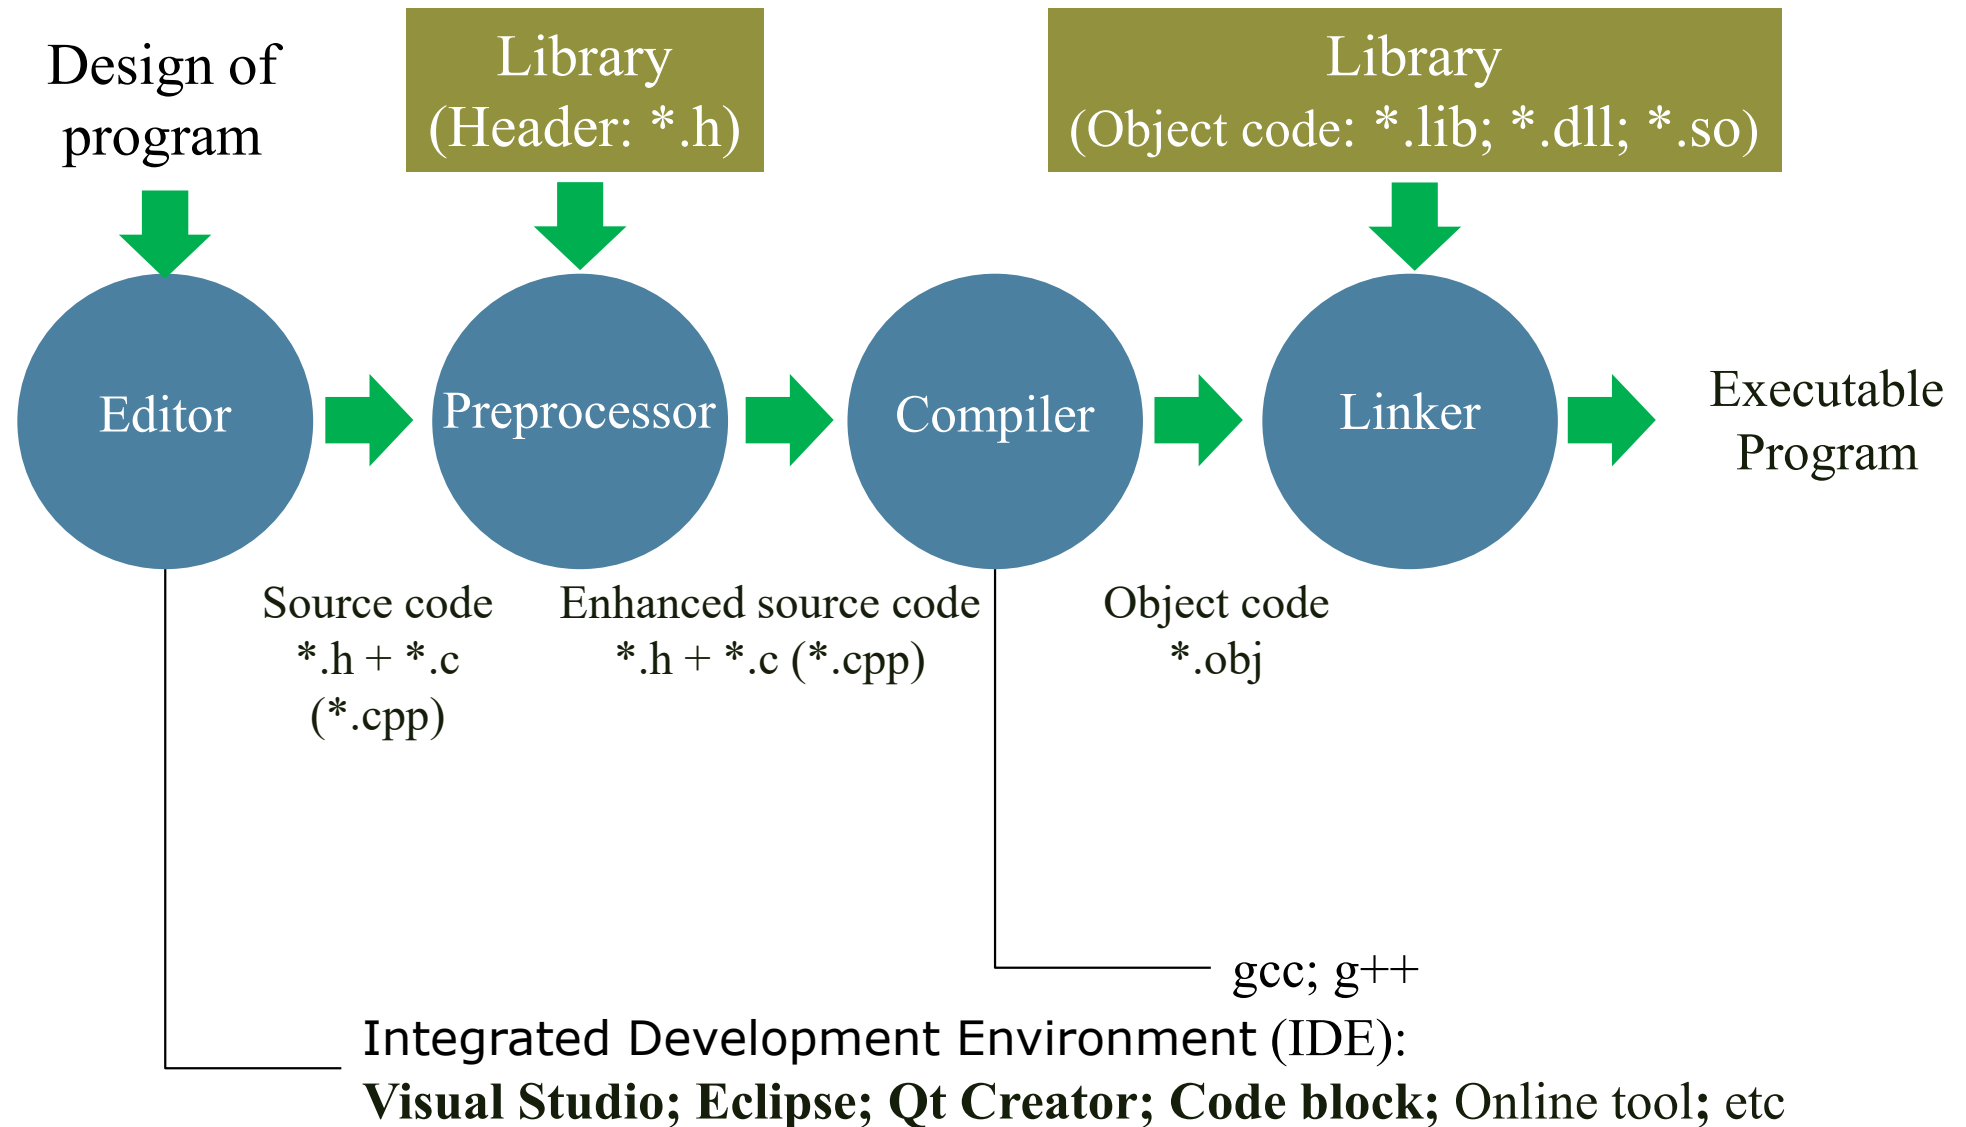 Design of
program
Library
(Header: *.h)
Library
(Object code: *.lib; *.dll; *.so)
Editor
Preprocessor
Compiler
Linker
Executable
Program
Source code
*.h + *.c
(*.cpp)
Enhanced source code
*.h + *.c (*.cpp)
Object code
*.obj
gcc; g++
Integrated Development Environment (IDE):
Visual Studio; Eclipse; Qt Creator; Code block; Online tool; etc